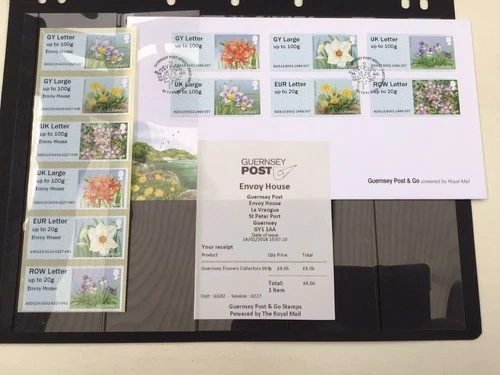 GY Letter
up to 100g
Envoy House
GY Large
up to 100g
Envoy House
UK Letter
up to 100g
Envoy House
UK Large
up to 100g
Envoy House
EUR Letter
up to 20g
Envoy House
ROW Letter
up to 20g
Envoy House
GY Letter
up to 100g
GY Large
up to 100g
UK Letter
up to 100g
UK Large
up to 100g
EUR Letter
up to 20g
ROW Letter
up to 20g
Guernsey Post & Go powered by Royal Mail
GUERNSEY
POST
Envoy House
Guernsey Post
Envoy House
La Vrangue
St Peter Port
Guernsey
GY1 1AA
Date of Issue
Your receipt
Product Qty Price Total
Guernsey Flowers Collectors Strip £4.06 £4.06
Total: £4.06
1 Item
Unit : GG02 - Session : 0227
Guernsey Post & Go Stamps
Powered by The Royal Mail